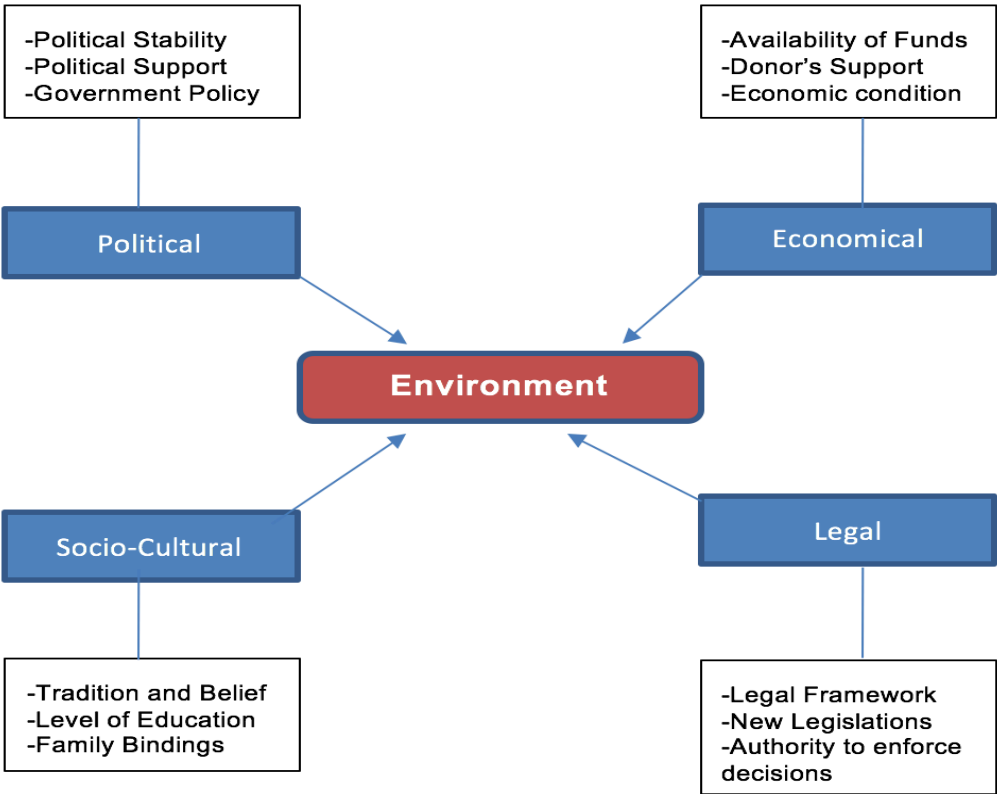 -Political Stability
-Political Support
-Government Policy
-Availability of Funds
-Donor's Support
-Economic condition
Political
Economical
Environment
Socio-Cultural
Legal
-Tradition and Belief
-Level of Education
-Family Bindings
-Legal Framework
-New Legislations
-Authority to enforce
decisions